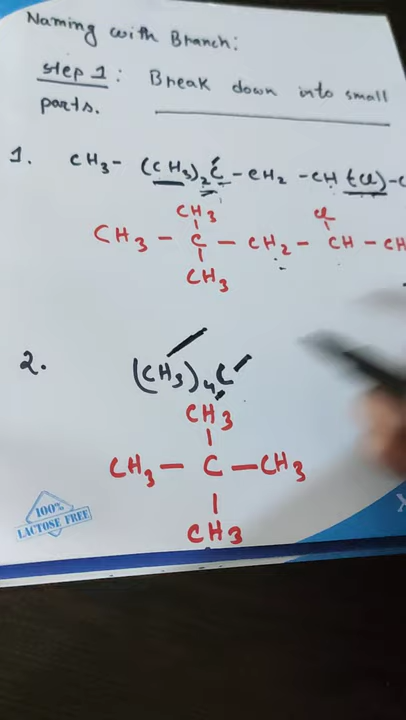 Naming with Branch:
step 1: Break down into small
parts.
1. CH3- (CH3)2C -CH2 -CH (Cl)-C
CH3 Cl
CH3 - C - CH2 - CH - CH
CH3
2. (CH3)4C
CH3
CH3 - C - CH3
CH3
100%
LACTOSE FREE